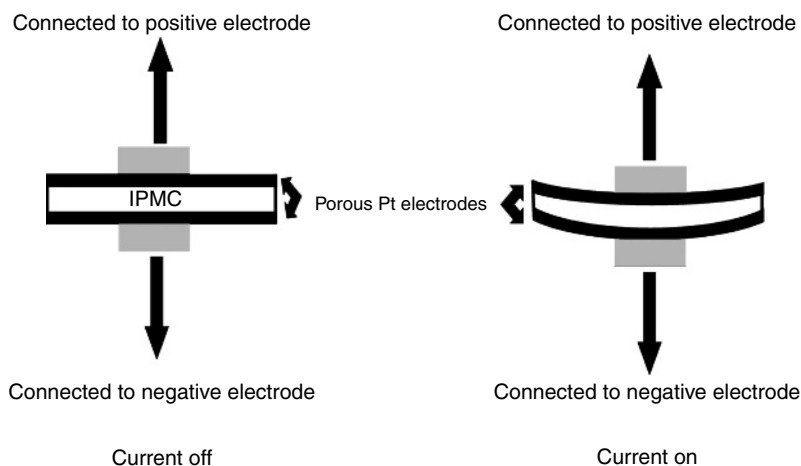 Connected to positive electrode
Connected to positive electrode
IPMC
Porous Pt electrodes
Connected to negative electrode
Connected to negative electrode
Current off
Current on